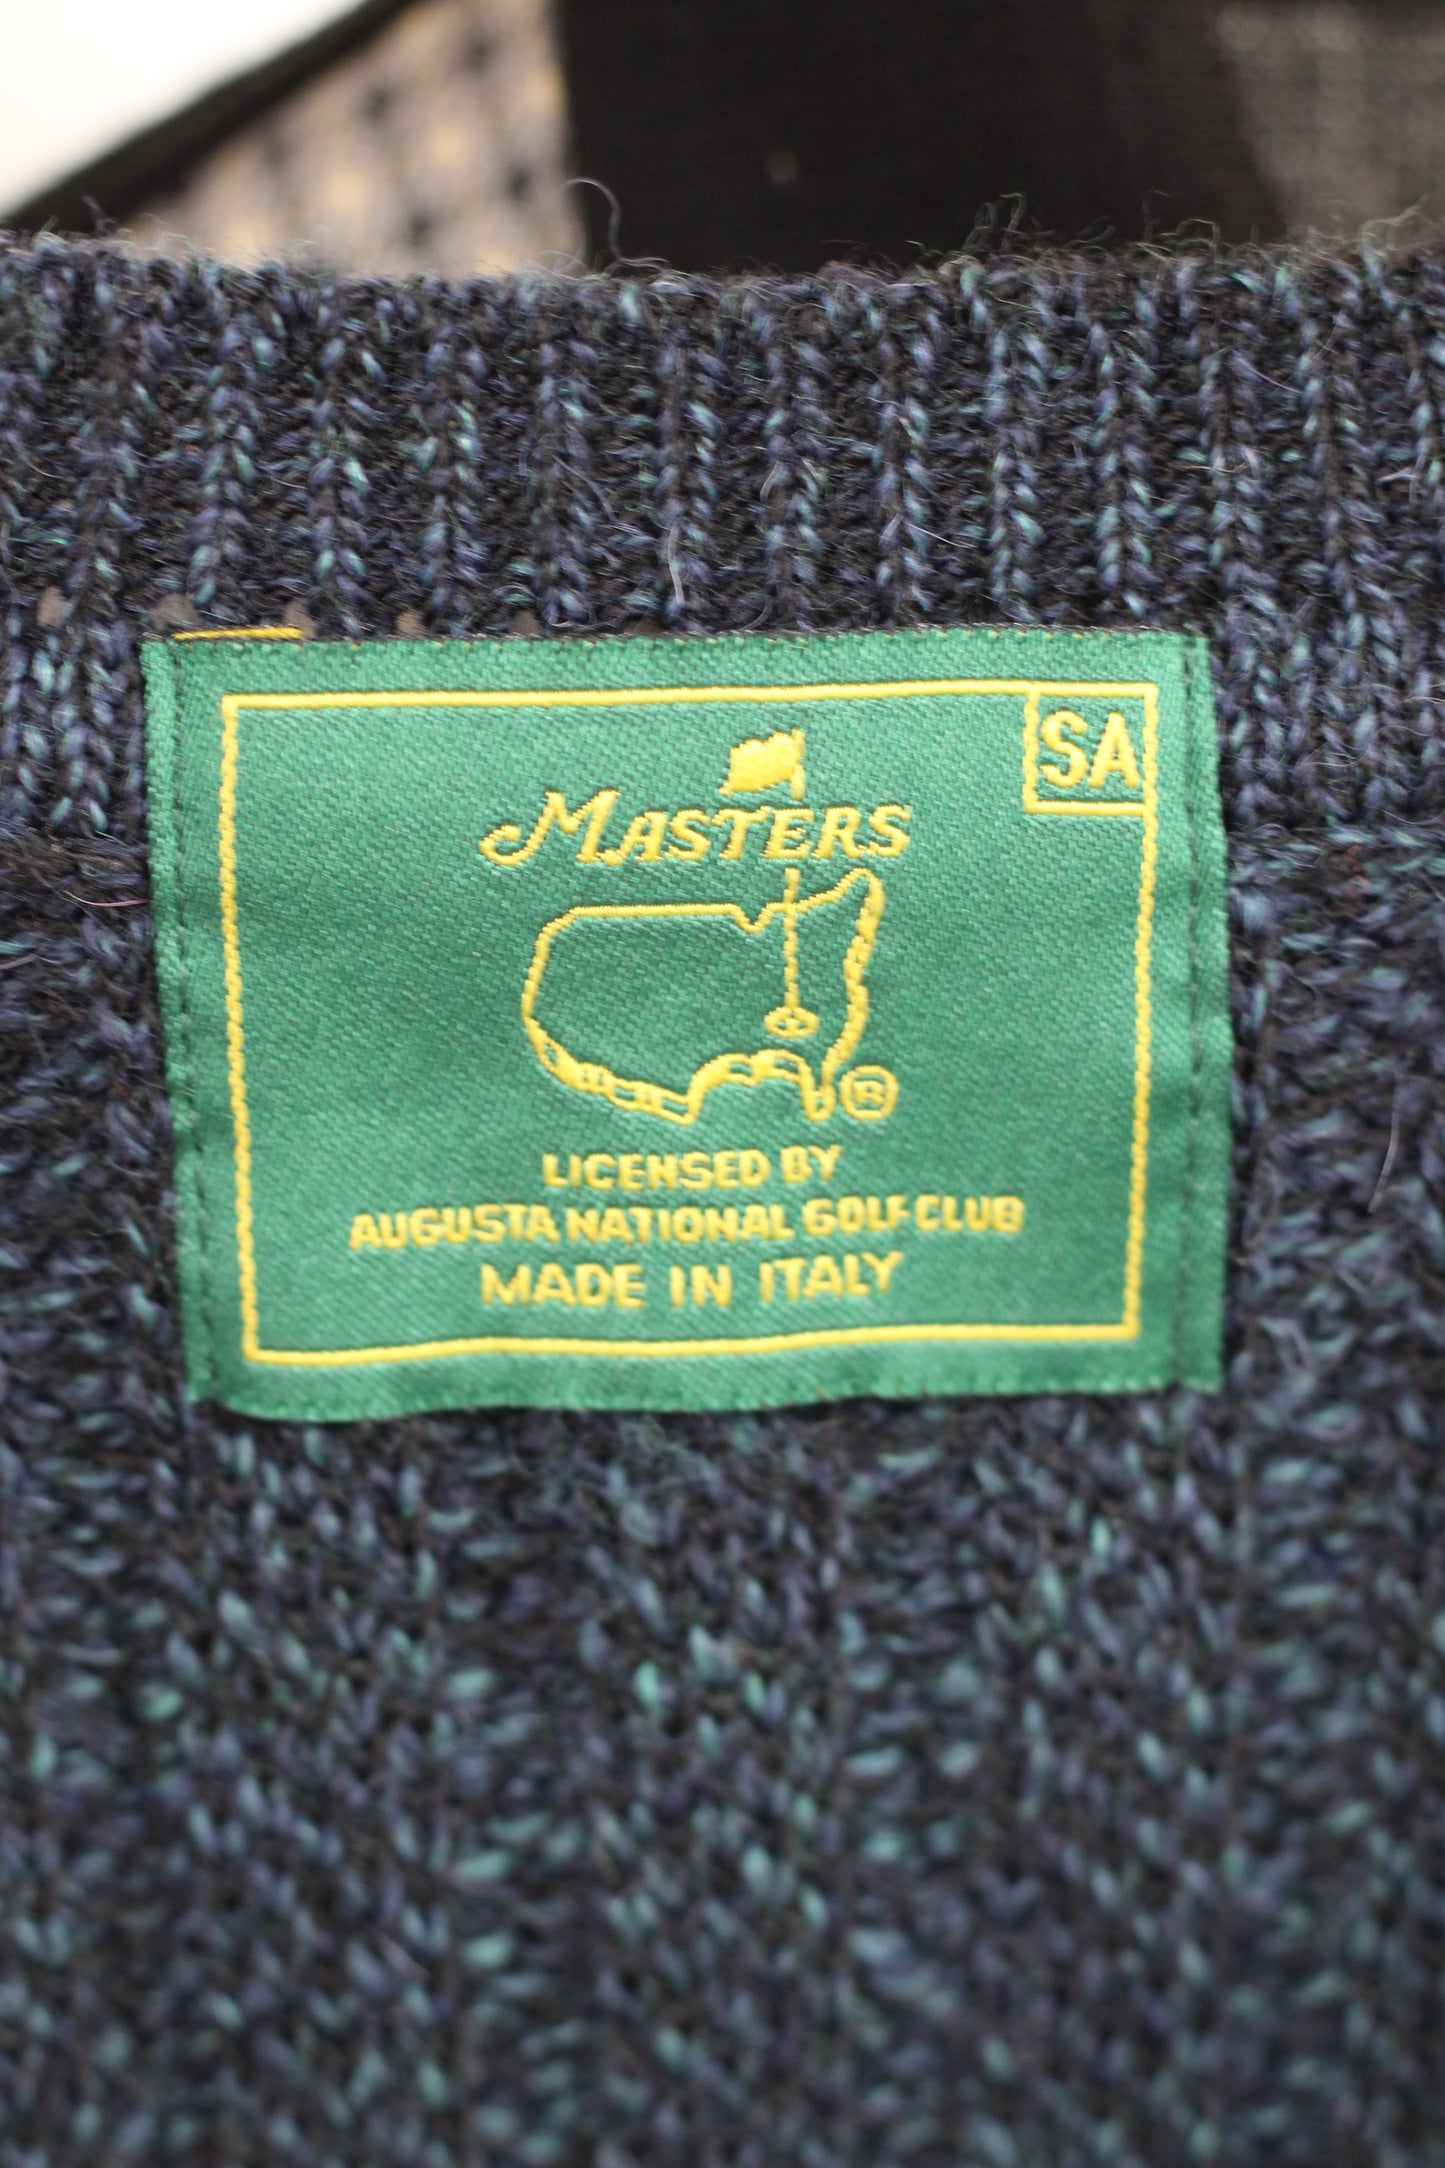 SA
MASTERS
®
LICENSED BY
AUGUSTA NATIONAL GOLF CLUB
MADE IN ITALY